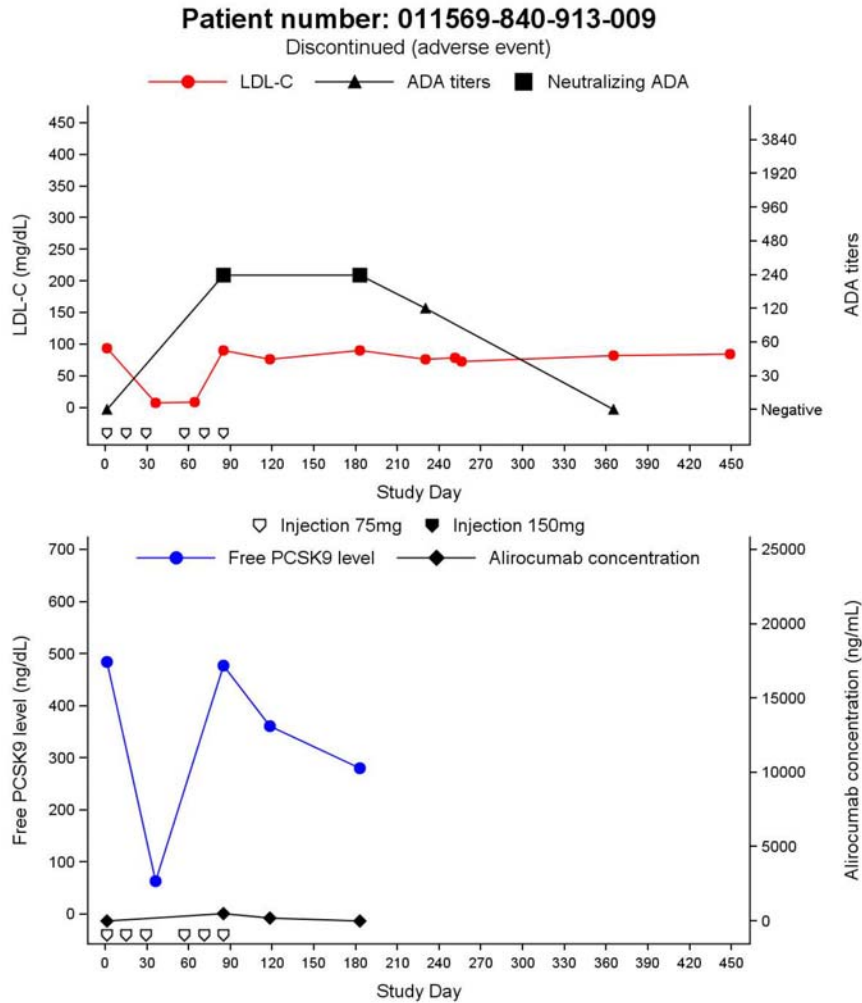 Patient number: 011569-840-913-009
Discontinued (adverse event)
LDL-C ADA titers Neutralizing ADA
LDL-C (mg/dL)
450
400
350
300
250
200
150
100
50
0
3840
1920
960
480
240
120
60
30
Negative
ADA titers
0 30 60 90 120 150 180 210 240 270 300 330 360 390 420 450
Study Day
Injection 75mg Injection 150mg
Free PCSK9 level Alirocumab concentration
Free PCSK9 level (ng/dL)
700
600
500
400
300
200
100
0
25000
20000
15000
10000
5000
0
Alirocumab concentration (ng/mL)
0 30 60 90 120 150 180 210 240 270 300 330 360 390 420 450
Study Day